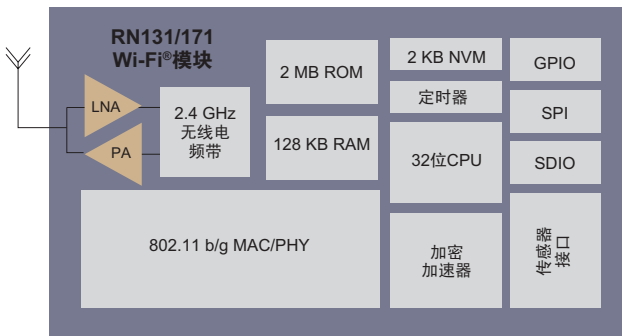 RN131/171
Wi-Fi®模块
LNA
PA
2.4 GHz
无线电
频带
2 MB ROM
128 KB RAM
2 KB NVM
定时器
32位CPU
GPIO
SPI
SDIO
802.11 b/g MAC/PHY
加密
加速器
传感器
接口